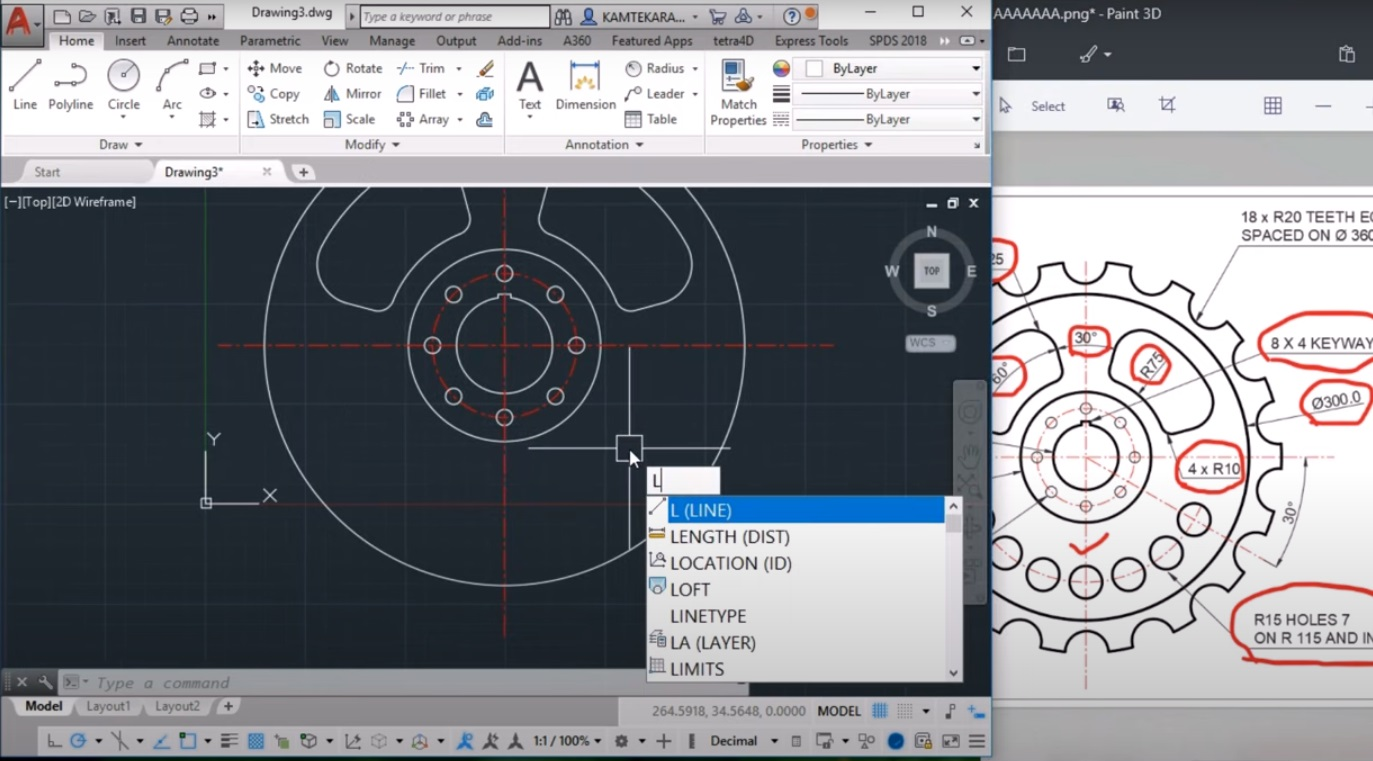 Drawing3.dwg
Type a keyword or phrase
KAMTEKARA...
AAAAAAA.png* - Paint 3D
Home Insert Annotate Parametric View Manage Output Add-ins A360 Featured Apps tetra4D Express Tools SPDS 2018
Line Polyline Circle Arc
Move Rotate Trim
Copy Mirror Fillet
Stretch Scale Array
Text Dimension
Radius
Leader
Table
Match
Properties
ByLayer
ByLayer
ByLayer
Select
Draw Modify Annotation Properties
Start Drawing3*
[−][Top][2D Wireframe]
N
W TOP E
S
WCS
Y
X
L
L (LINE)
LENGTH (DIST)
LOCATION (ID)
LOFT
LINETYPE
LA (LAYER)
LIMITS
18 x R20 TEETH
SPACED ON Ø 360
25
30°
60°
R75
8 X 4 KEYWAY
Ø300.0
4 x R10
30°
R15 HOLES 7
ON R 115 AND
Type a command
Model Layout1 Layout2 +
264.5918, 34.5648, 0.0000 MODEL
1:1 / 100% Decimal